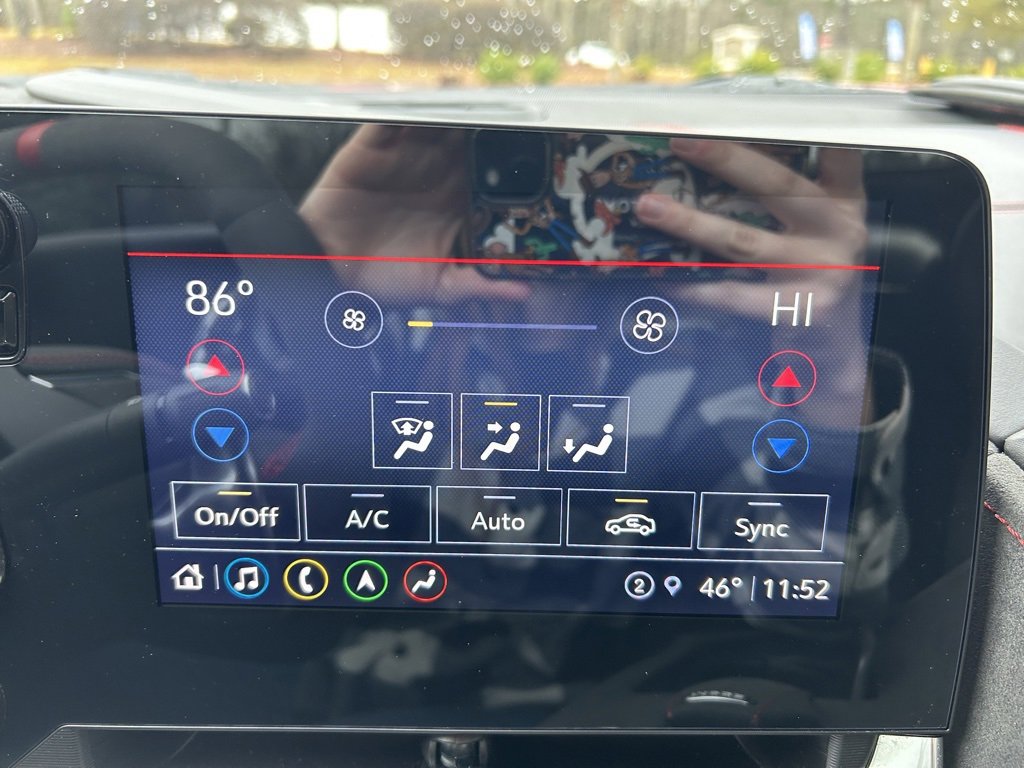 86°
HI
On/Off
A/C
Auto
Sync
2
46° | 11:52